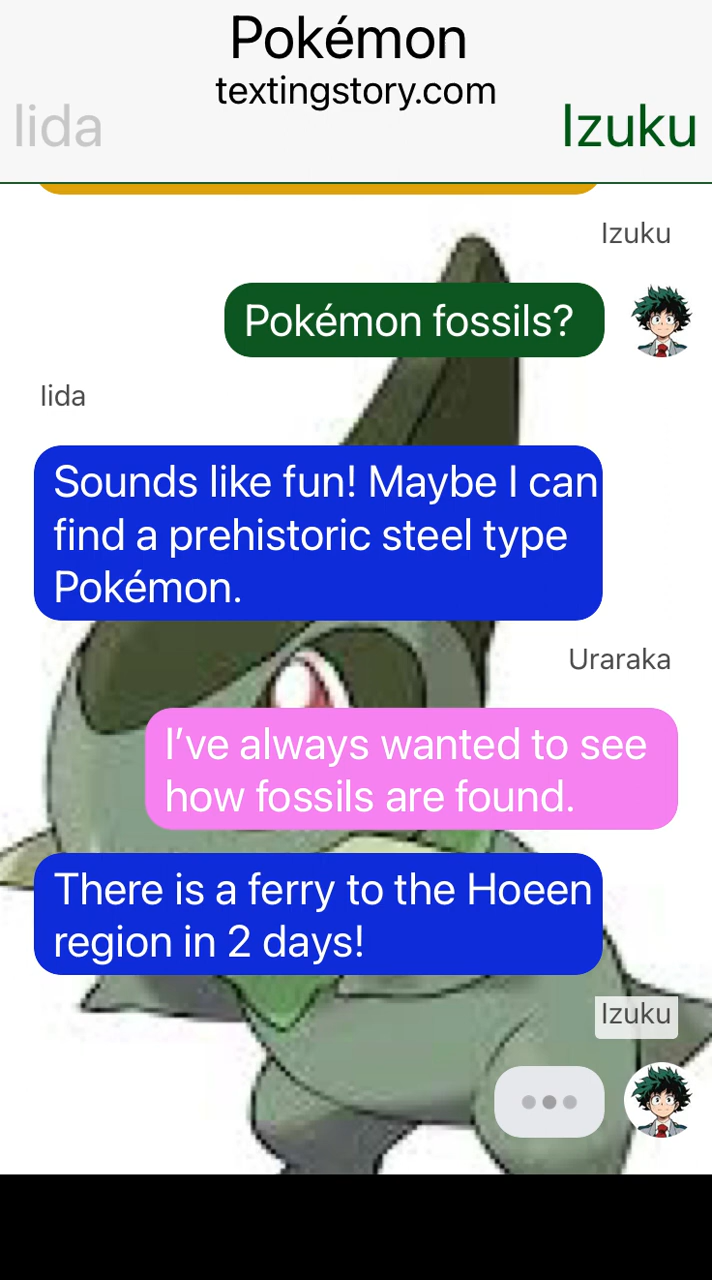 Pokémon
textingstory.com
Iida
Izuku
Izuku
Pokémon fossils?
Iida
Sounds like fun! Maybe I can
find a prehistoric steel type
Pokémon.
Uraraka
I’ve always wanted to see
how fossils are found.
There is a ferry to the Hoeen
region in 2 days!
Izuku